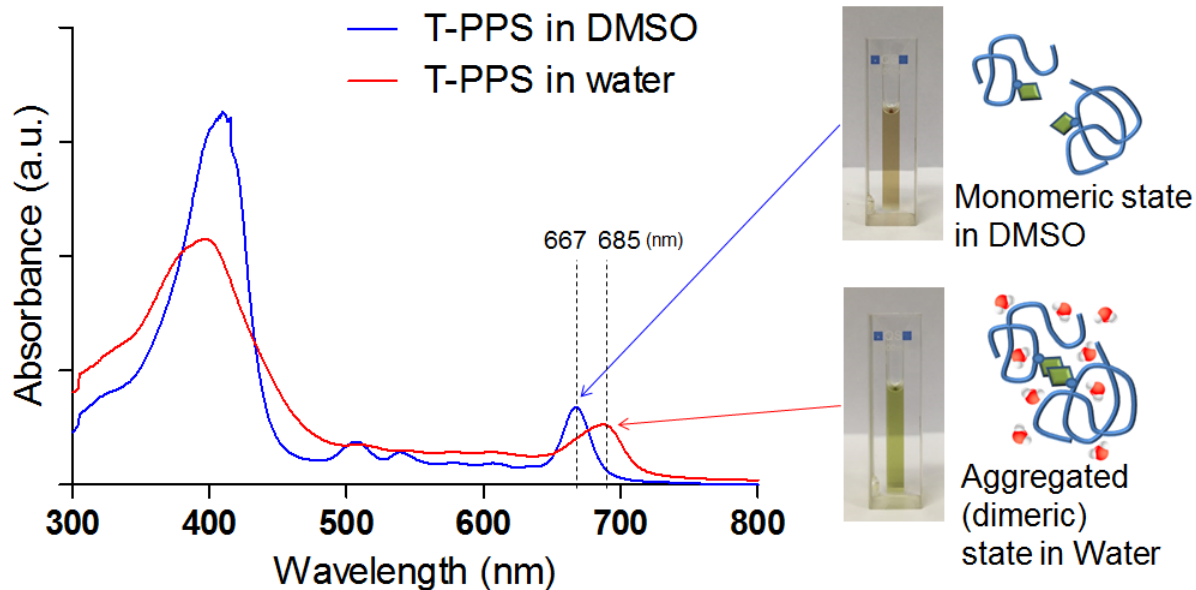 T-PPS in DMSO
T-PPS in water
Absorbance (a.u.)
667 685 (nm)
300 400 500 600 700 800
Wavelength (nm)
Monomeric state
in DMSO
Aggregated
(dimeric)
state in Water